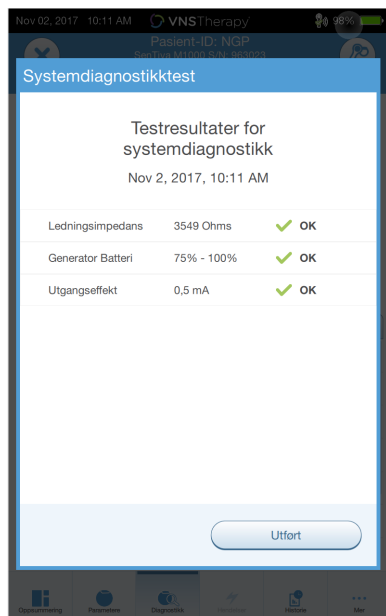 Nov 02, 2017 10:11 AM VNSTherapy 98%
Pasient-ID: NGP
SenTiva M1000 S/N: 963023
Systemdiagnostikktest
Testresultater for
systemdiagnostikk
Nov 2, 2017, 10:11 AM
Ledningsimpedans 3549 Ohms OK
Generator Batteri 75% - 100% OK
Utgangseffekt 0,5 mA OK
Utført
Oppsummering Parametere Diagnostikk Historie Mer